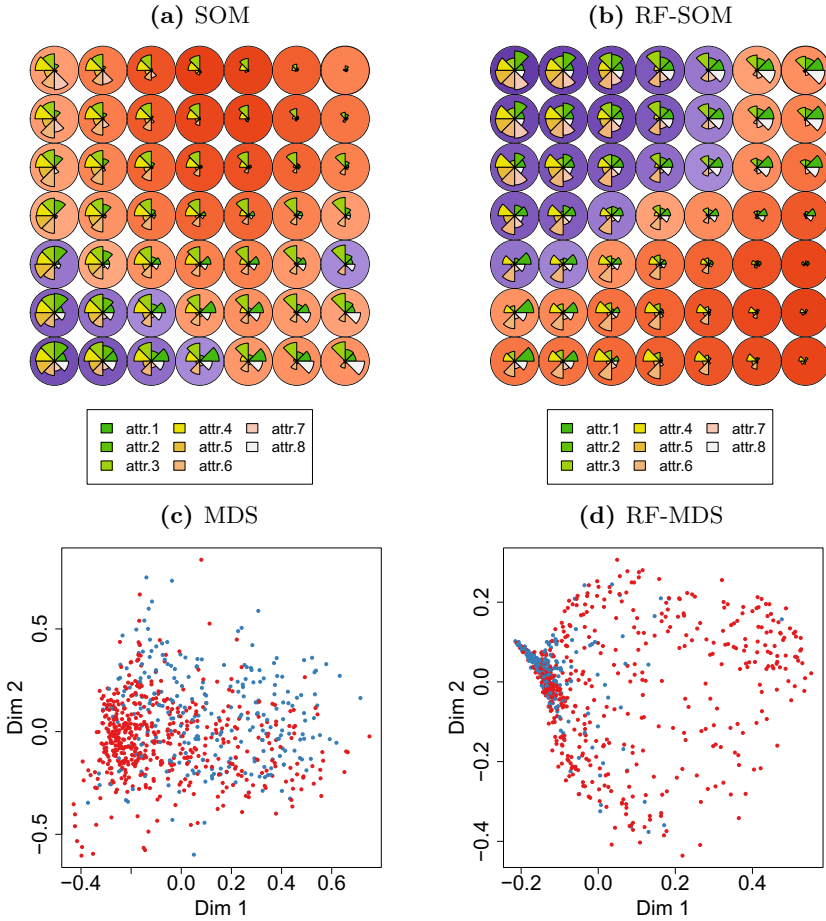 (a) SOM
(b) RF-SOM
attr.1 attr.4 attr.7
attr.2 attr.5 attr.8
attr.3 attr.6
attr.1 attr.4 attr.7
attr.2 attr.5 attr.8
attr.3 attr.6
(c) MDS
(d) RF-MDS
Dim 2
0.5
0.0
−0.5
−0.4 0.0 0.2 0.4 0.6
Dim 1
Dim 2
0.2
0.0
−0.2
−0.4
−0.2 0.0 0.2 0.4
Dim 1